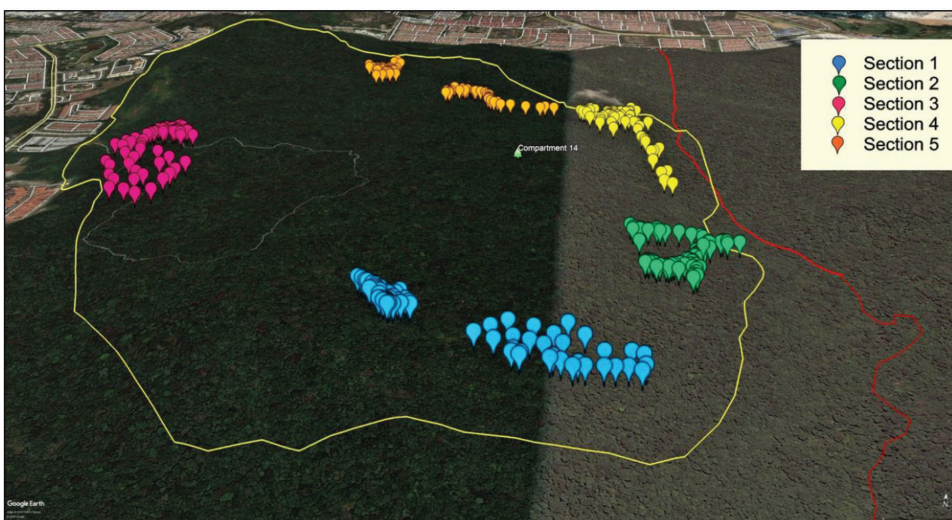 Section 1
Section 2
Section 3
Section 4
Section 5
Compartment 14
Google Earth
N